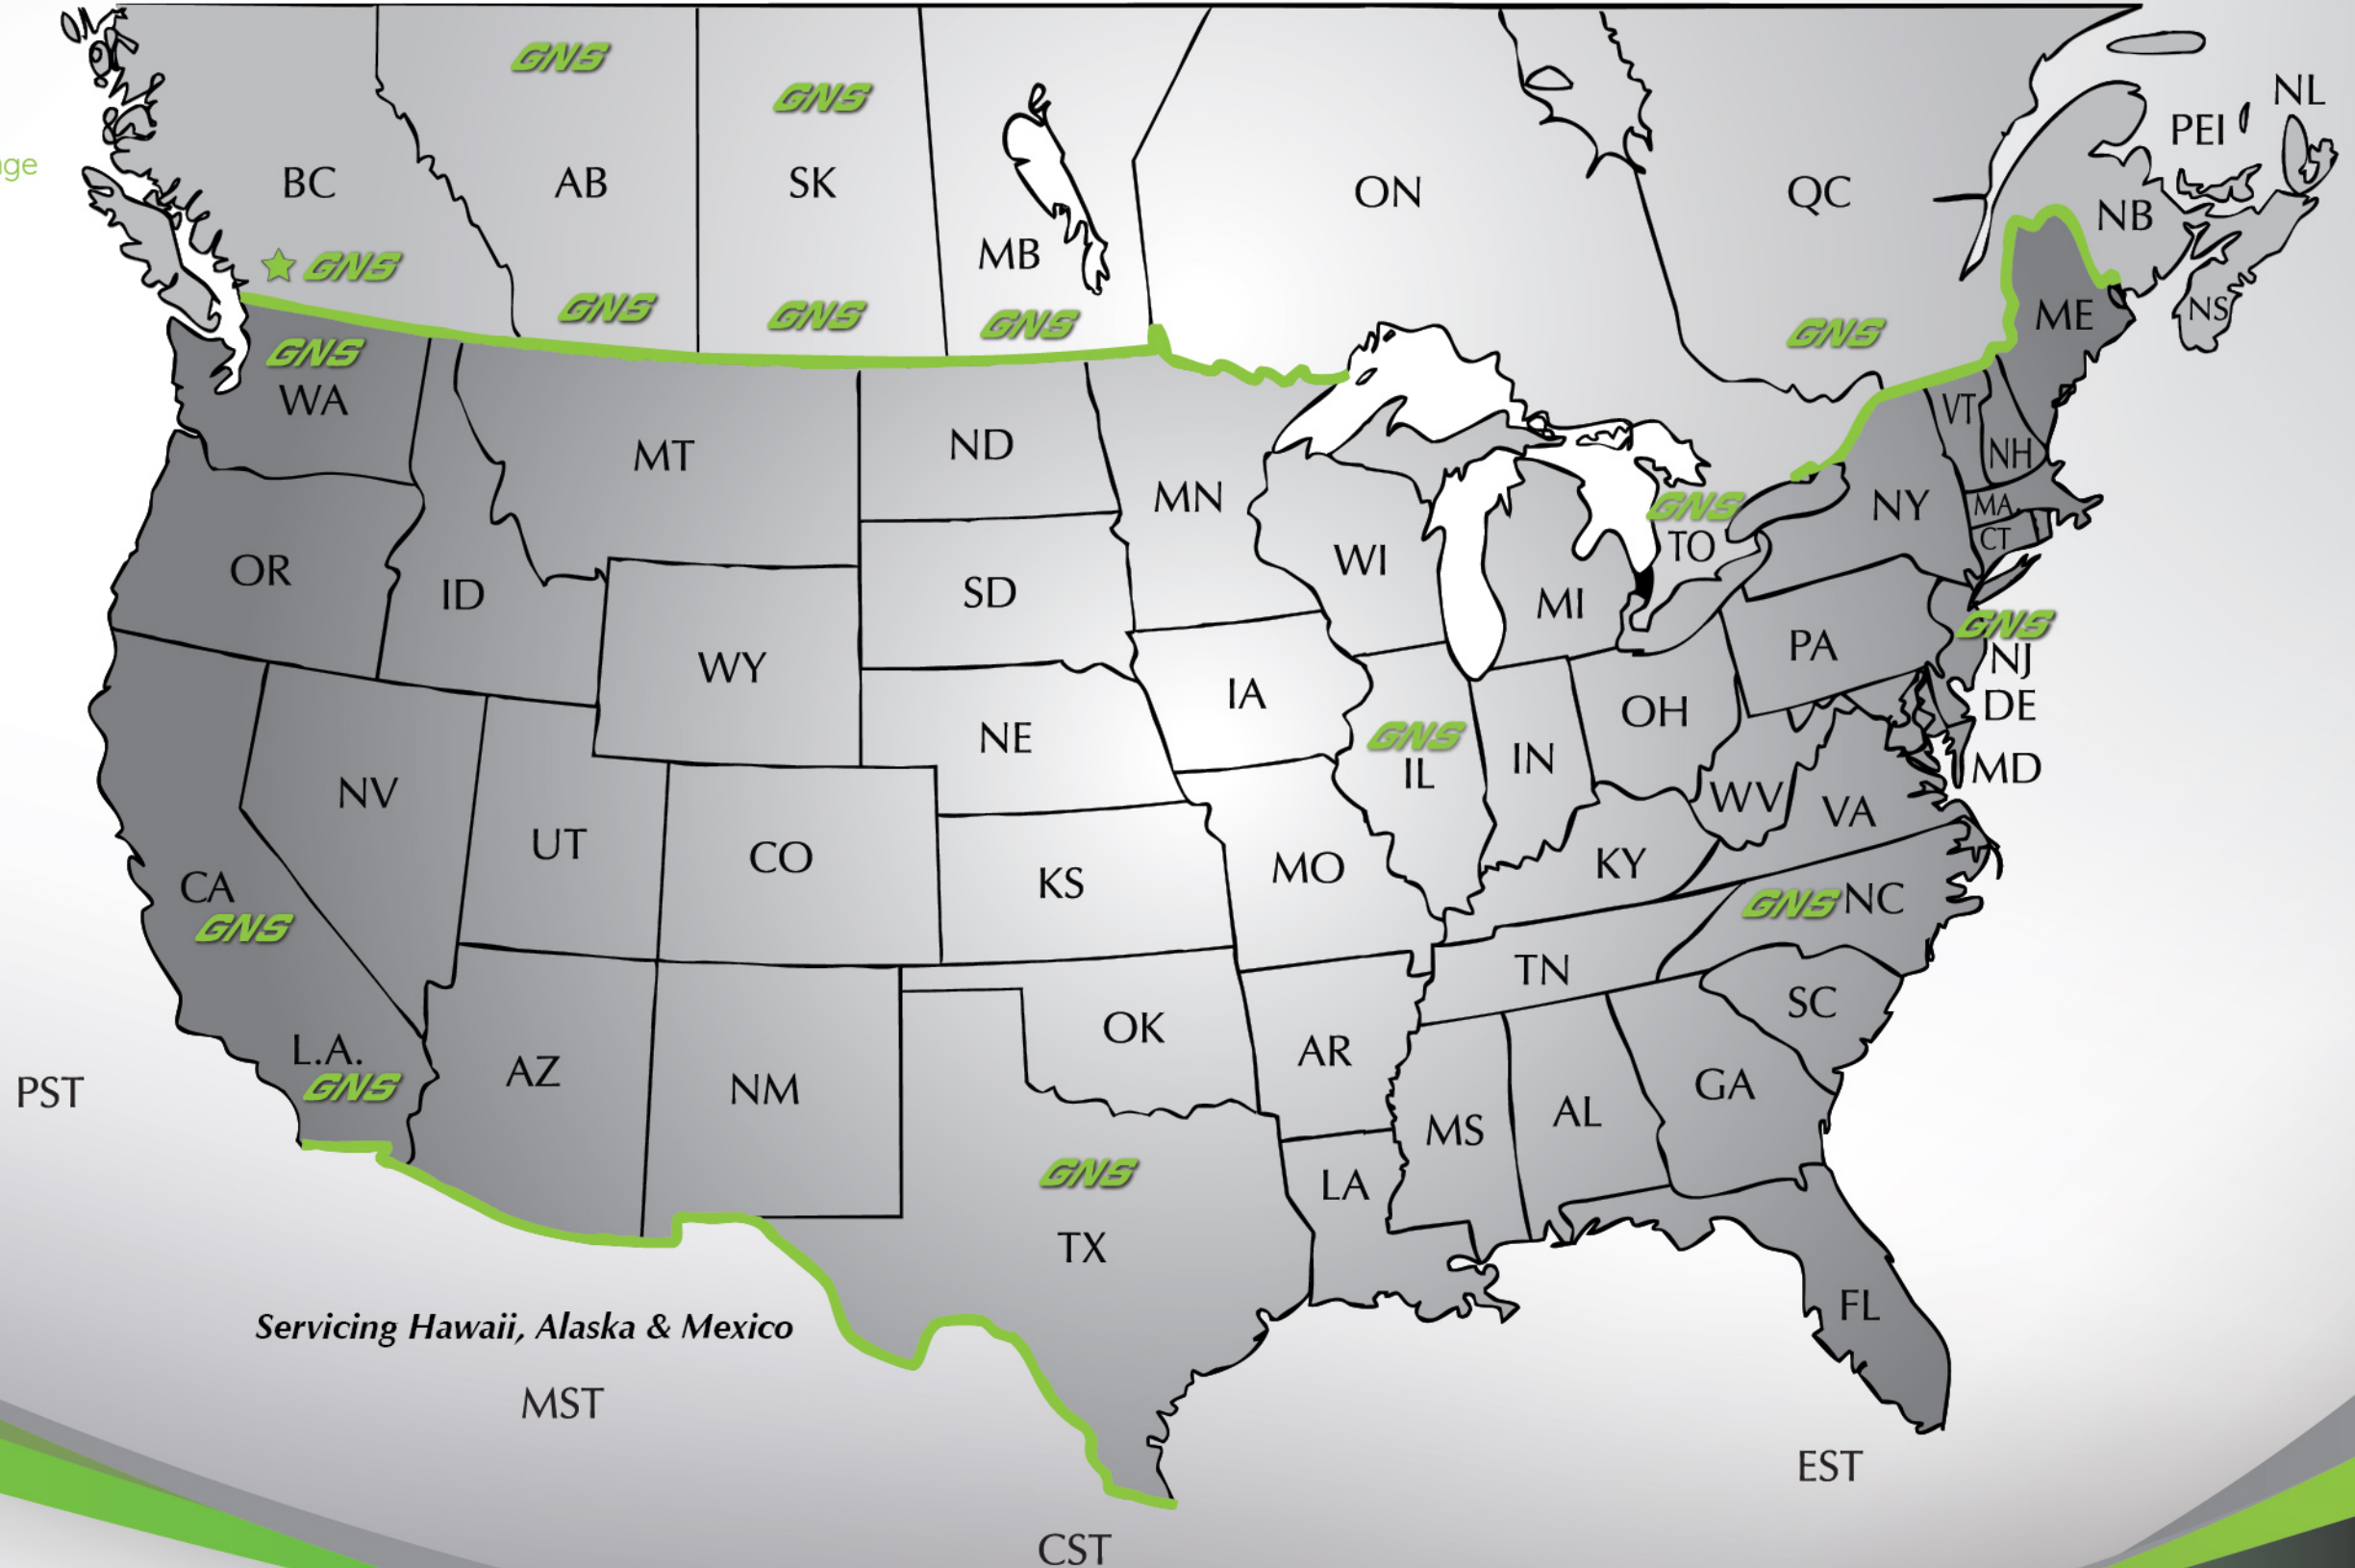 GNS
GNS
NL
PEI
BC
AB
SK
ON
QC
NB
MB
GNS
GNS
GNS
GNS
GNS
NS
ME
GNS
WA
VT
MT
ND
NH
MN
GNS
NY
MA
CT
TO
WI
OR
ID
SD
MI
GNS
PA
NJ
WY
IA
DE
OH
NE
GNS
IN
IL
MD
NV
WV
VA
UT
CO
KS
MO
KY
CA
GNS
GNS NC
TN
SC
OK
L.A.
GNS
AR
AZ
NM
GA
PST
AL
MS
GNS
LA
TX
FL
Servicing Hawaii, Alaska & Mexico
MST
EST
CST